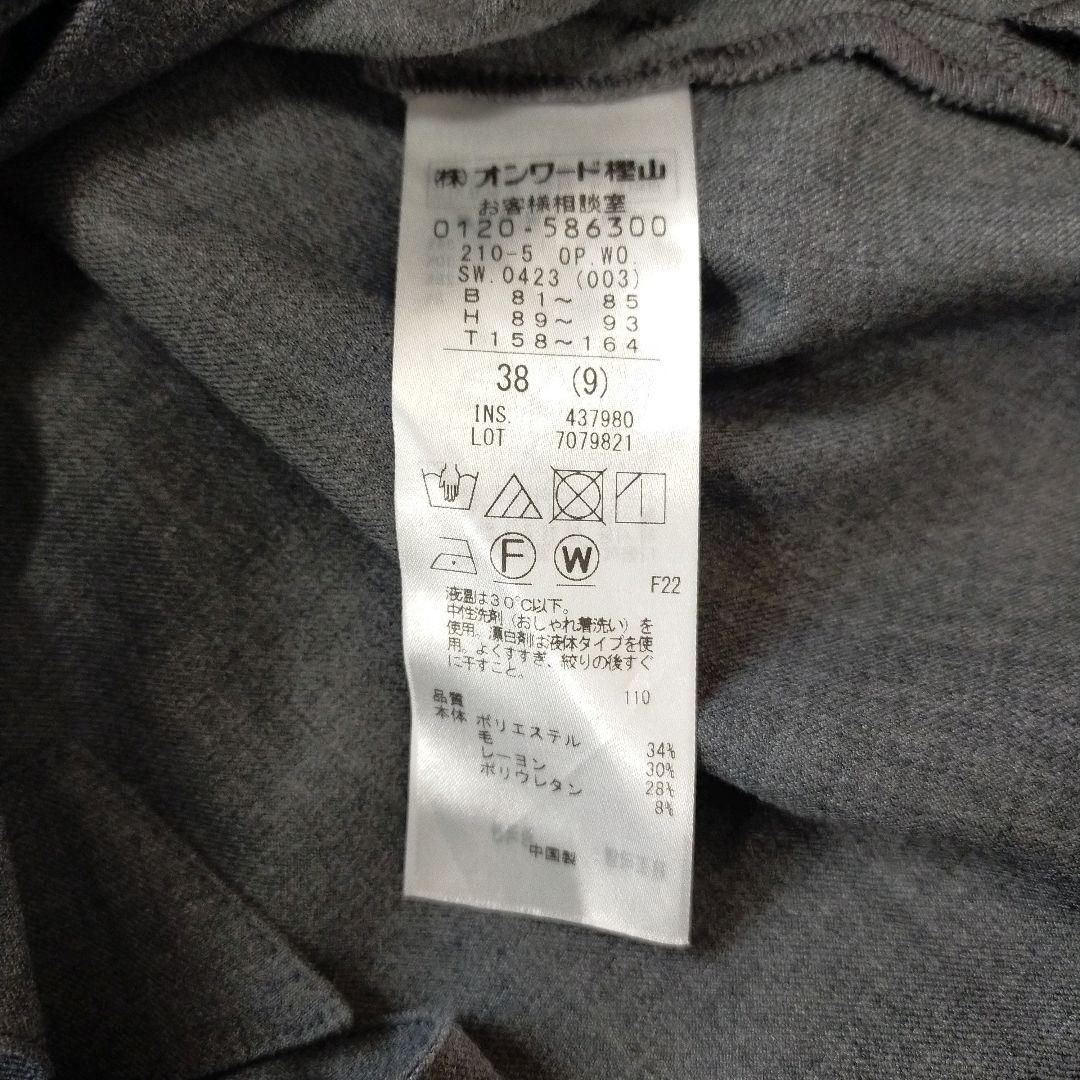 (株)オンワード樫山
お客様相談室
0120-586300
210-5 OP.WO.
SW.0423 (003)
B 81～ 85
H 89～ 93
T 158～164
38 (9)
INS. 437980
LOT 7079821
F
W
F22
液温は30℃以下。
中性洗剤（おしゃれ着洗い）を
使用。漂白剤は液体タイプを使
用。よくすすぎ、絞りの後すぐ
に干すこと。
品質 110
本体 ポリエステル 34%
毛 30%
レーヨン 28%
ポリウレタン 8%
中国製